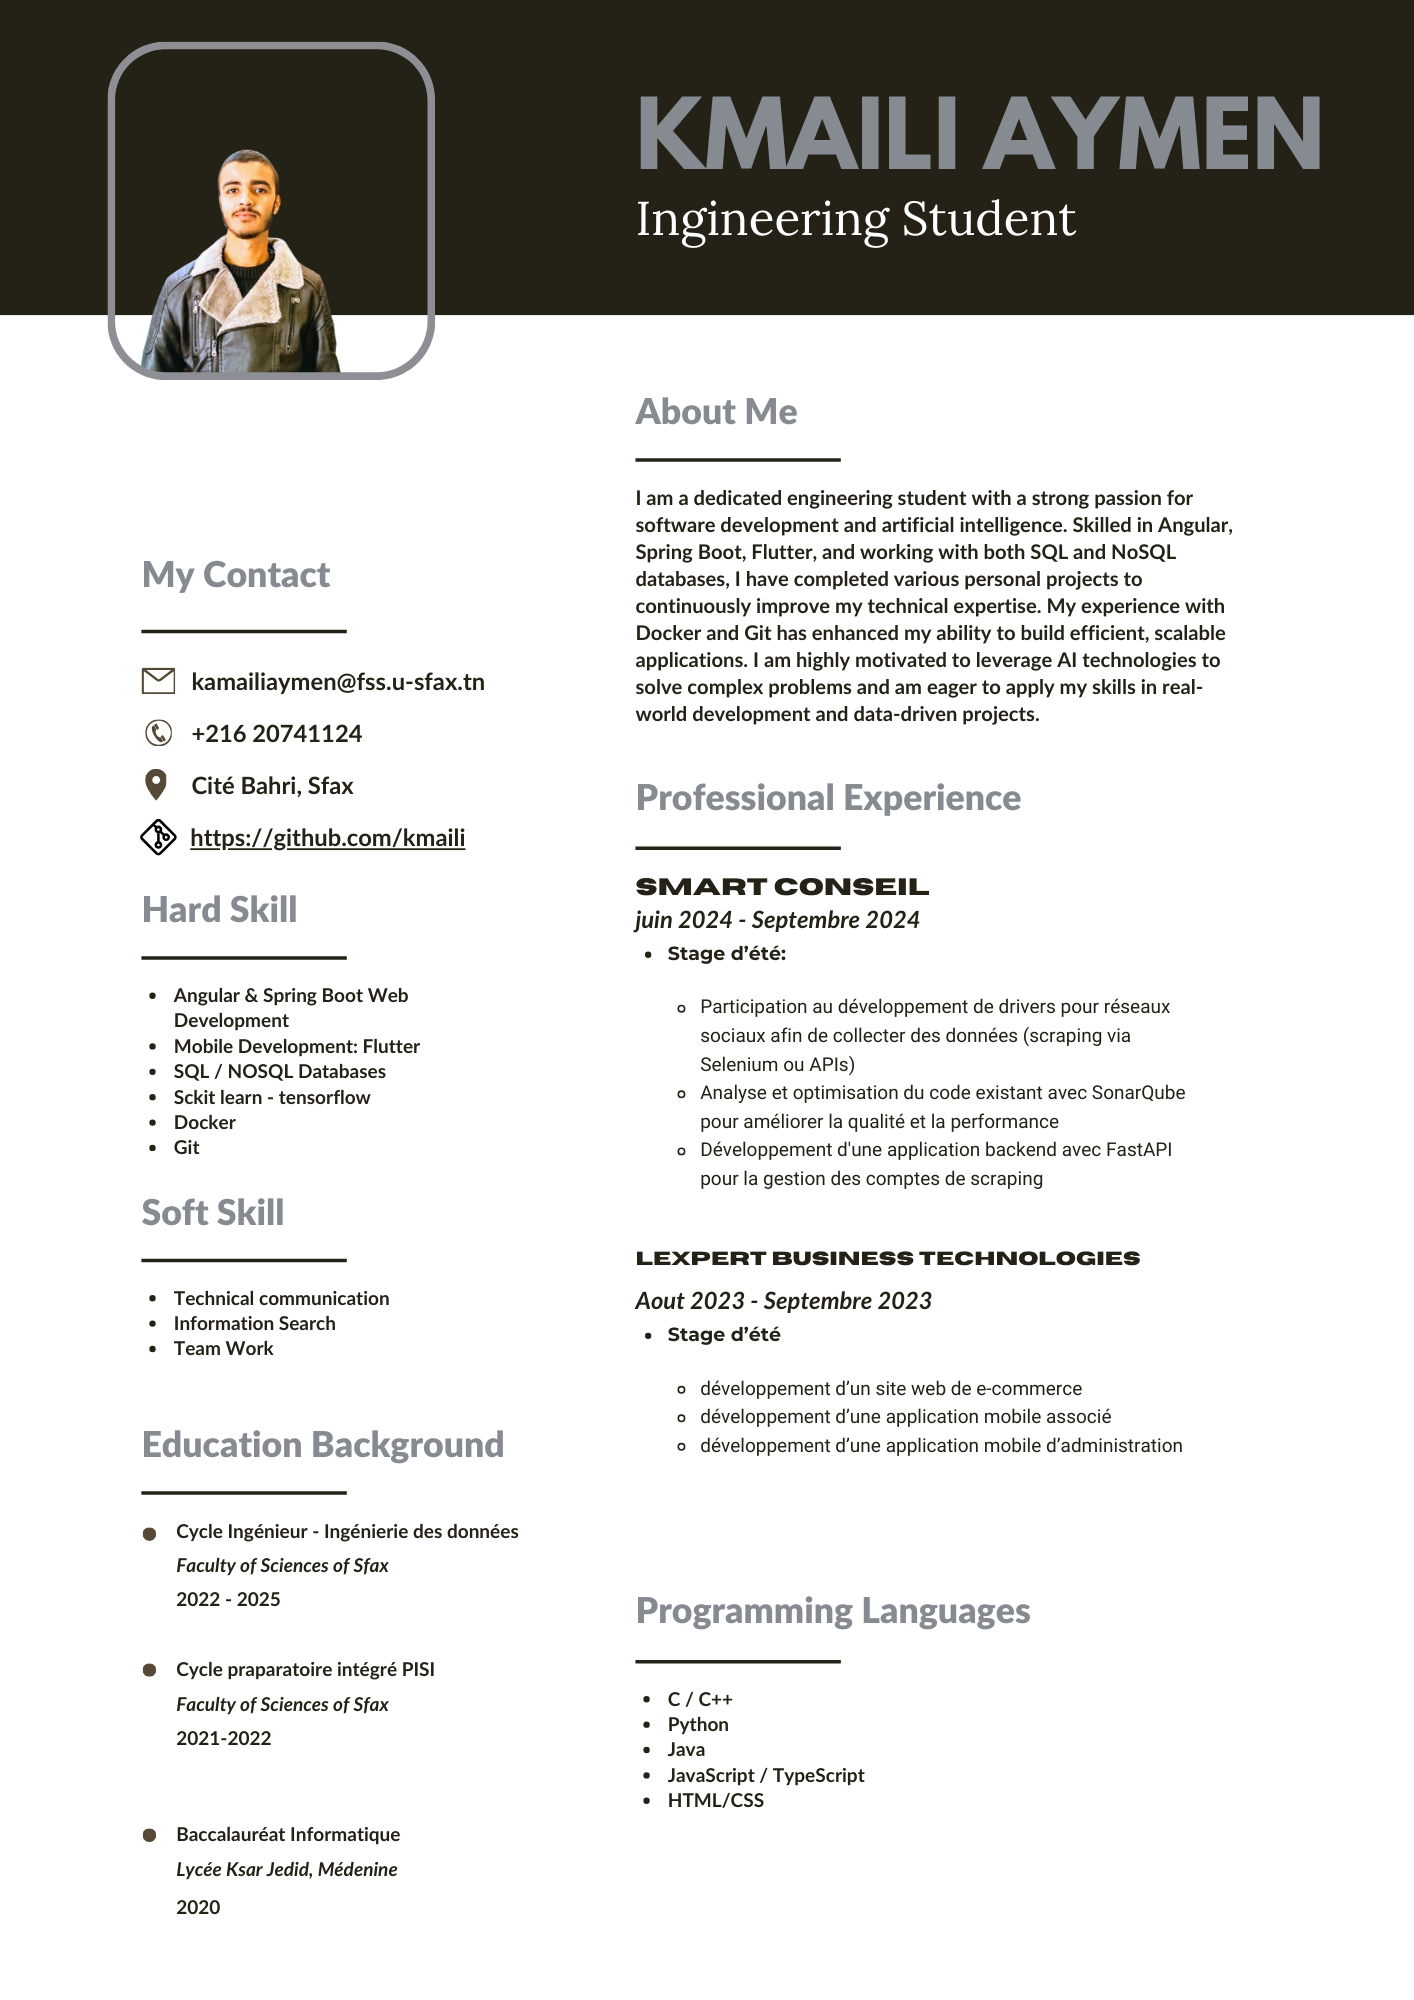 KMAILI AYMEN
Ingineering Student
My Contact
kamailiaymen@fss.u-sfax.tn
+216 20741124
Cité Bahri, Sfax
https://github.com/kmaili
Hard Skill
Angular & Spring Boot Web
Development
Mobile Development: Flutter
SQL / NOSQL Databases
Sckit learn - tensorflow
Docker
Git
Soft Skill
Technical communication
Information Search
Team Work
Education Background
Cycle Ingénieur - Ingénierie des données
Faculty of Sciences of Sfax
2022 - 2025
Cycle praparatoire intégré PISI
Faculty of Sciences of Sfax
2021-2022
Baccalauréat Informatique
Lycée Ksar Jedid, Médenine
2020
About Me
I am a dedicated engineering student with a strong passion for
software development and artificial intelligence. Skilled in Angular,
Spring Boot, Flutter, and working with both SQL and NoSQL
databases, I have completed various personal projects to
continuously improve my technical expertise. My experience with
Docker and Git has enhanced my ability to build efficient, scalable
applications. I am highly motivated to leverage AI technologies to
solve complex problems and am eager to apply my skills in real-
world development and data-driven projects.
Professional Experience
SMART CONSEIL
juin 2024 - Septembre 2024
Stage d’été:
Participation au développement de drivers pour réseaux
sociaux afin de collecter des données (scraping via
Selenium ou APIs)
Analyse et optimisation du code existant avec SonarQube
pour améliorer la qualité et la performance
Développement d'une application backend avec FastAPI
pour la gestion des comptes de scraping
LEXPERT BUSINESS TECHNOLOGIES
Aout 2023 - Septembre 2023
Stage d’été
développement d’un site web de e-commerce
développement d’une application mobile associé
développement d’une application mobile d’administration
Programming Languages
C / C++
Python
Java
JavaScript / TypeScript
HTML/CSS